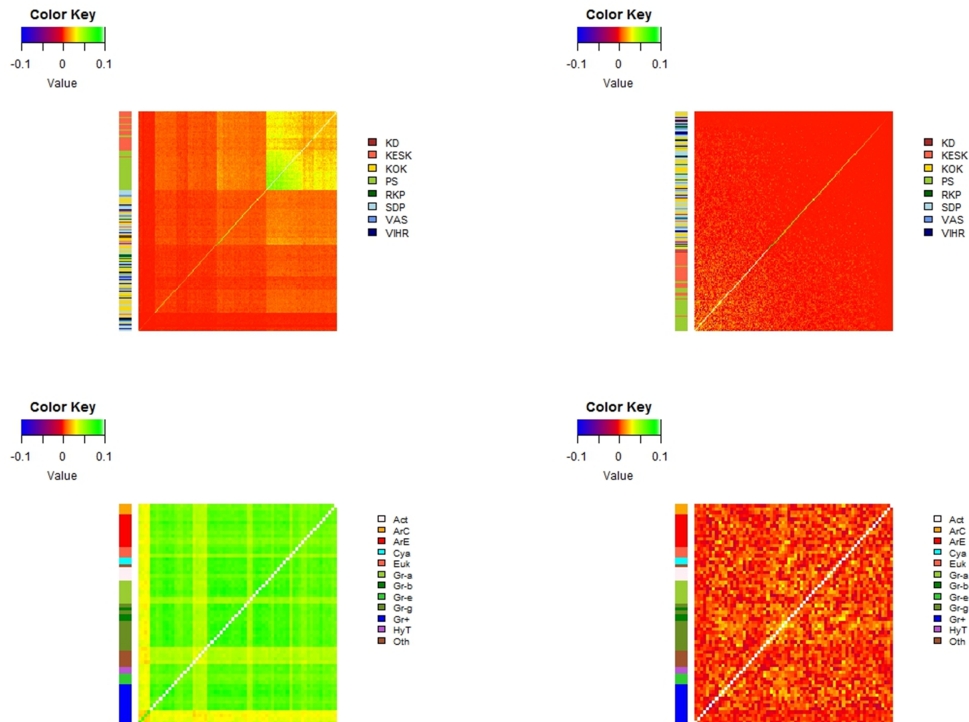 Color Key
-0.1 0 0.1
Value
KD
KESK
KOK
PS
RKP
SDP
VAS
VIHR
Color Key
-0.1 0 0.1
Value
KD
KESK
KOK
PS
RKP
SDP
VAS
VIHR
Color Key
-0.1 0 0.1
Value
Act
ArC
ArE
Cya
Euk
Gr-a
Gr-b
Gr-e
Gr-g
Gr+
HyT
Oth
Color Key
-0.1 0 0.1
Value
Act
ArC
ArE
Cya
Euk
Gr-a
Gr-b
Gr-e
Gr-g
Gr+
HyT
Oth